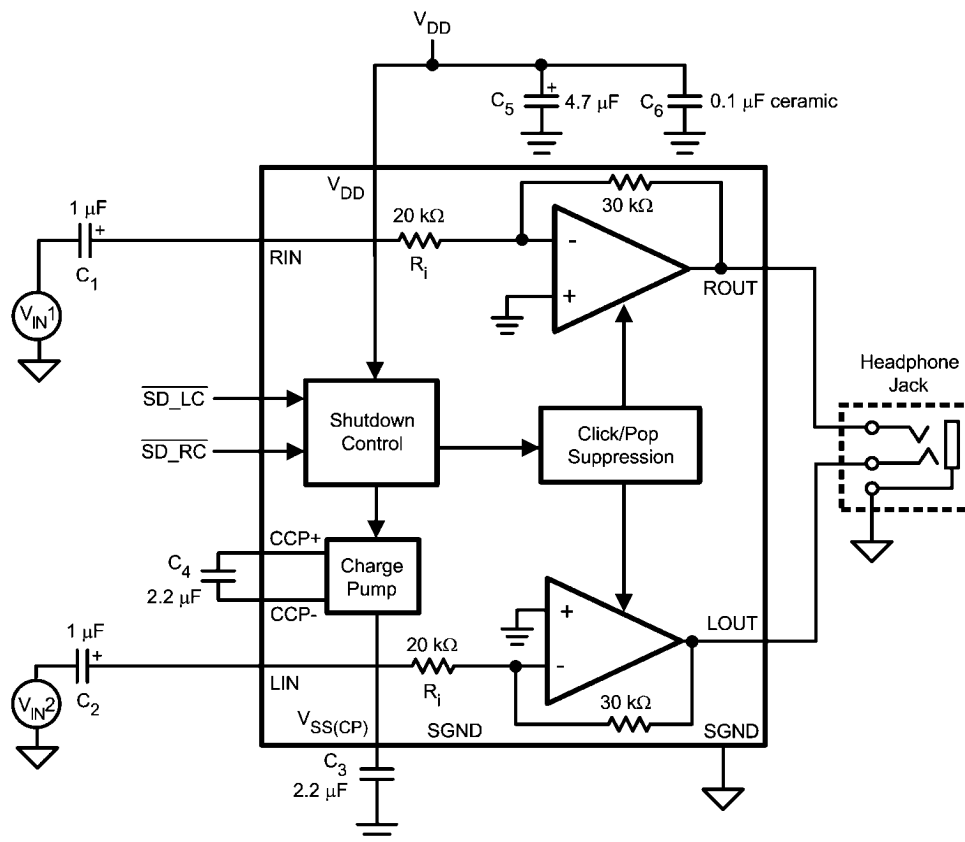 VDD
C5
4.7 μF
C6
0.1 μF ceramic
VDD
1 μF
+
C1
RIN
20 kΩ
Ri
30 kΩ
-
+
ROUT
VIN1
Headphone
Jack
SD_LC
SD_RC
Shutdown
Control
Click/Pop
Suppression
CCP+
C4
2.2 μF
CCP-
Charge
Pump
+
-
LOUT
1 μF
+
C2
LIN
20 kΩ
Ri
30 kΩ
VIN2
VSS(CP)
SGND
SGND
C3
2.2 μF
+